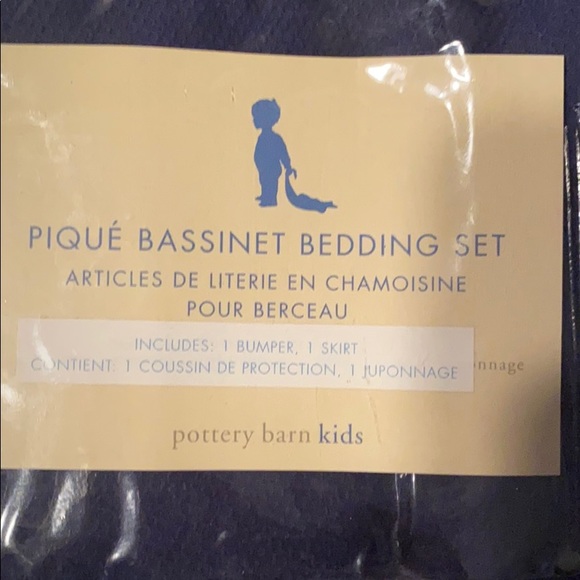 PIQUÉ BASSINET BEDDING SET
ARTICLES DE LITERIE EN CHAMOISINE
POUR BERCEAU
INCLUDES: 1 BUMPER, 1 SKIRT
CONTIENT: 1 COUSSIN DE PROTECTION, 1 JUPONNAGE
nnage
pottery barn kids